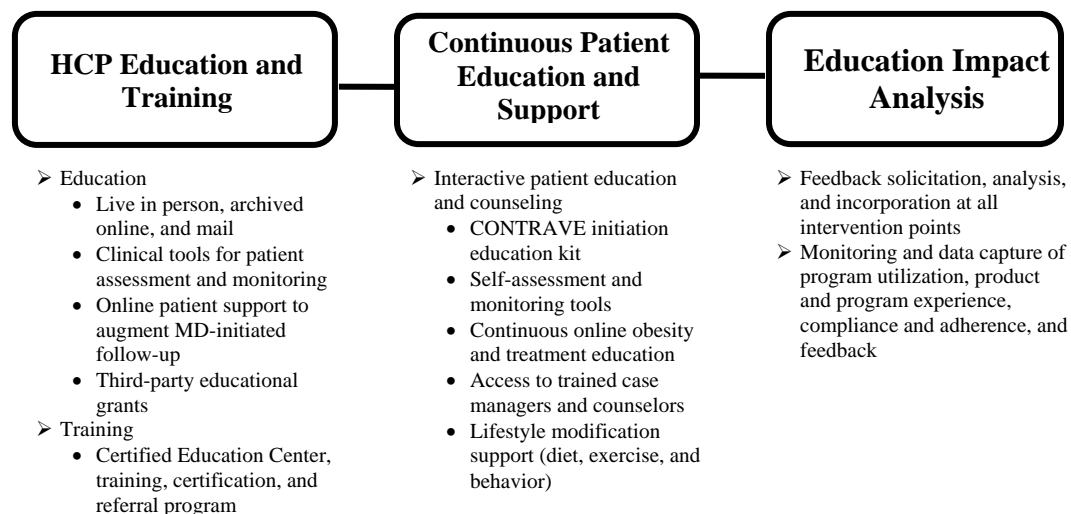 HCP Education and
Training
➢ Education
• Live in person, archived
online, and mail
• Clinical tools for patient
assessment and monitoring
• Online patient support to
augment MD-initiated
follow-up
• Third-party educational
grants
➢ Training
• Certified Education Center,
training, certification, and
referral program
Continuous Patient
Education and
Support
➢ Interactive patient education
and counseling
• CONTRAVE initiation
education kit
• Self-assessment and
monitoring tools
• Continuous online obesity
and treatment education
• Access to trained case
managers and counselors
• Lifestyle modification
support (diet, exercise, and
behavior)
Education Impact
Analysis
➢ Feedback solicitation, analysis,
and incorporation at all
intervention points
➢ Monitoring and data capture of
program utilization, product
and program experience,
compliance and adherence, and
feedback